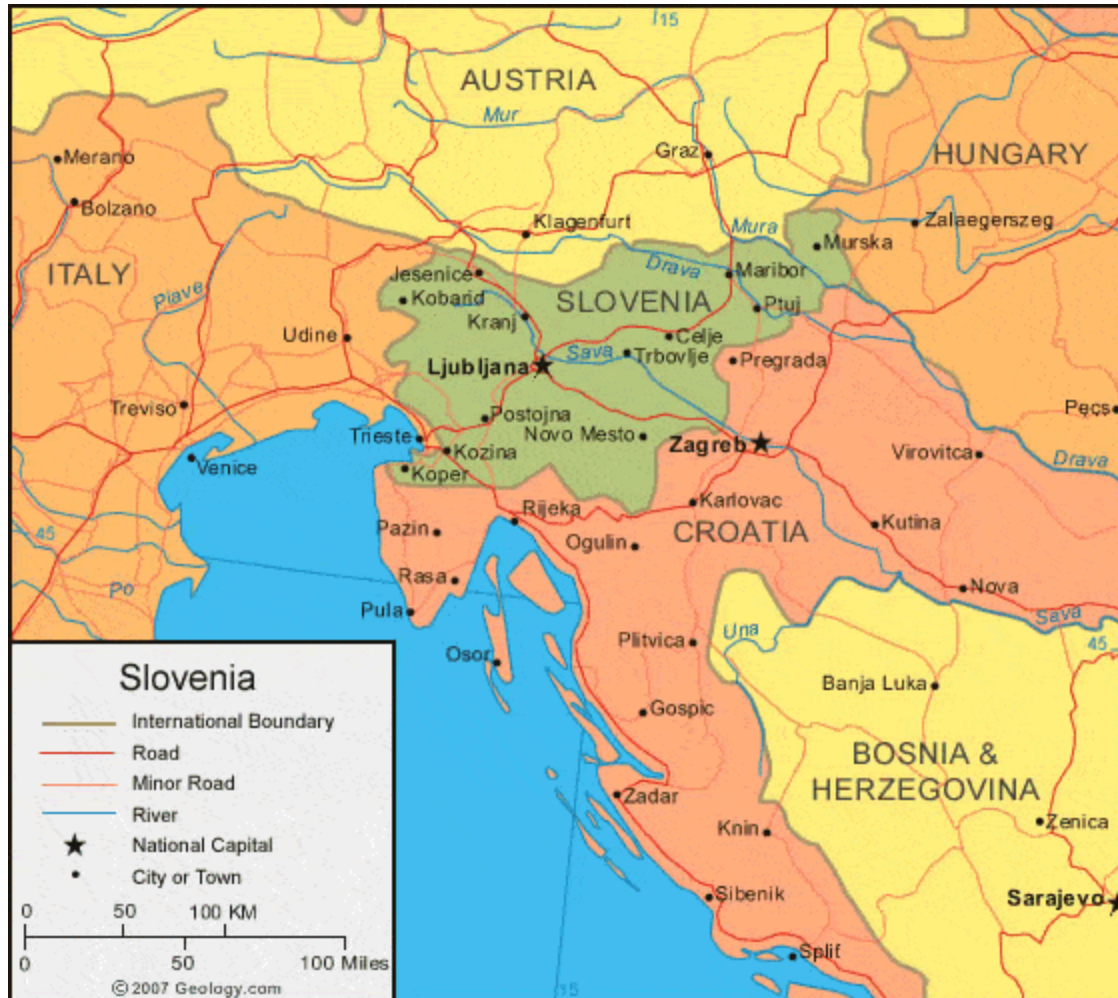 15
AUSTRIA
Mur
Graz
HUNGARY
Merano
Bolzano
Klagenfurt
Mura
Zalaegerszeg
Murska
ITALY
Jesenice
Drava
Maribor
Piave
Kobarid
SLOVENIA
Ptuj
Kranj
Udine
Celje
Sava
Trbovlje
Pregrada
Ljubljana
Treviso
Postojna
Pecs
Trieste
Novo Mesto
Zagreb
Kozina
Virovitca
Venice
Koper
Drava
Karlovac
Rijeka
45
Pazin
CROATIA
Kutina
Ogulin
Rasa
Po
Nova
Pula
Sava
Una
45
Plitvica
Osor
Banja Luka
Gospic
BOSNIA &
HERZEGOVINA
Zadar
Zenica
Knin
Sibenik
Sarajevo
Splif
15
Slovenia
International Boundary
Road
Minor Road
River
National Capital
City or Town
0 50 100 KM
0 50 100 Miles
© 2007 Geology.com